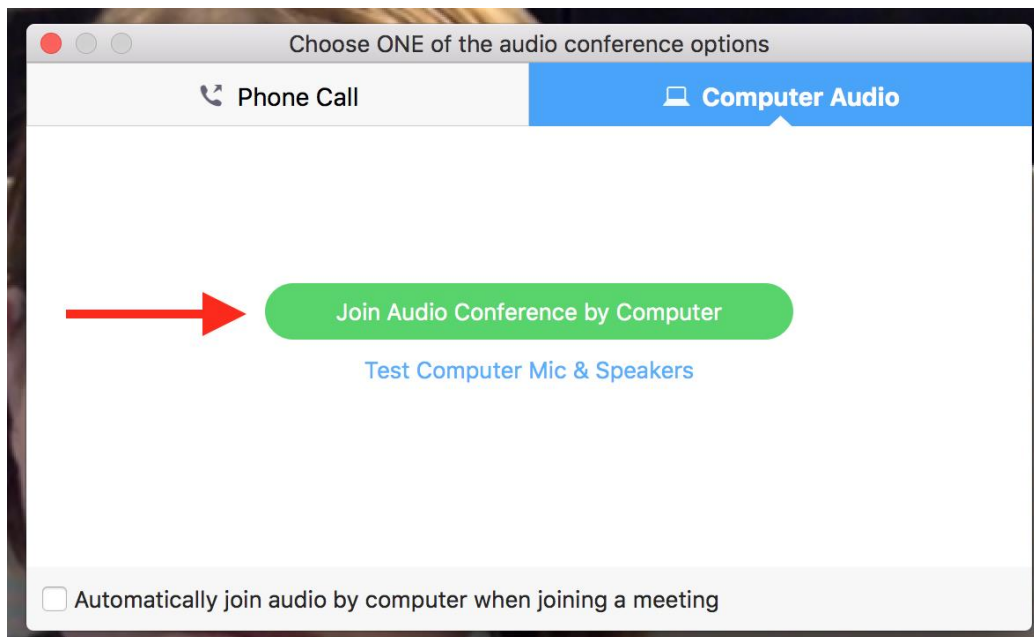 Choose ONE of the audio conference options
Phone Call
Computer Audio
Join Audio Conference by Computer
Test Computer Mic & Speakers
Automatically join audio by computer when joining a meeting